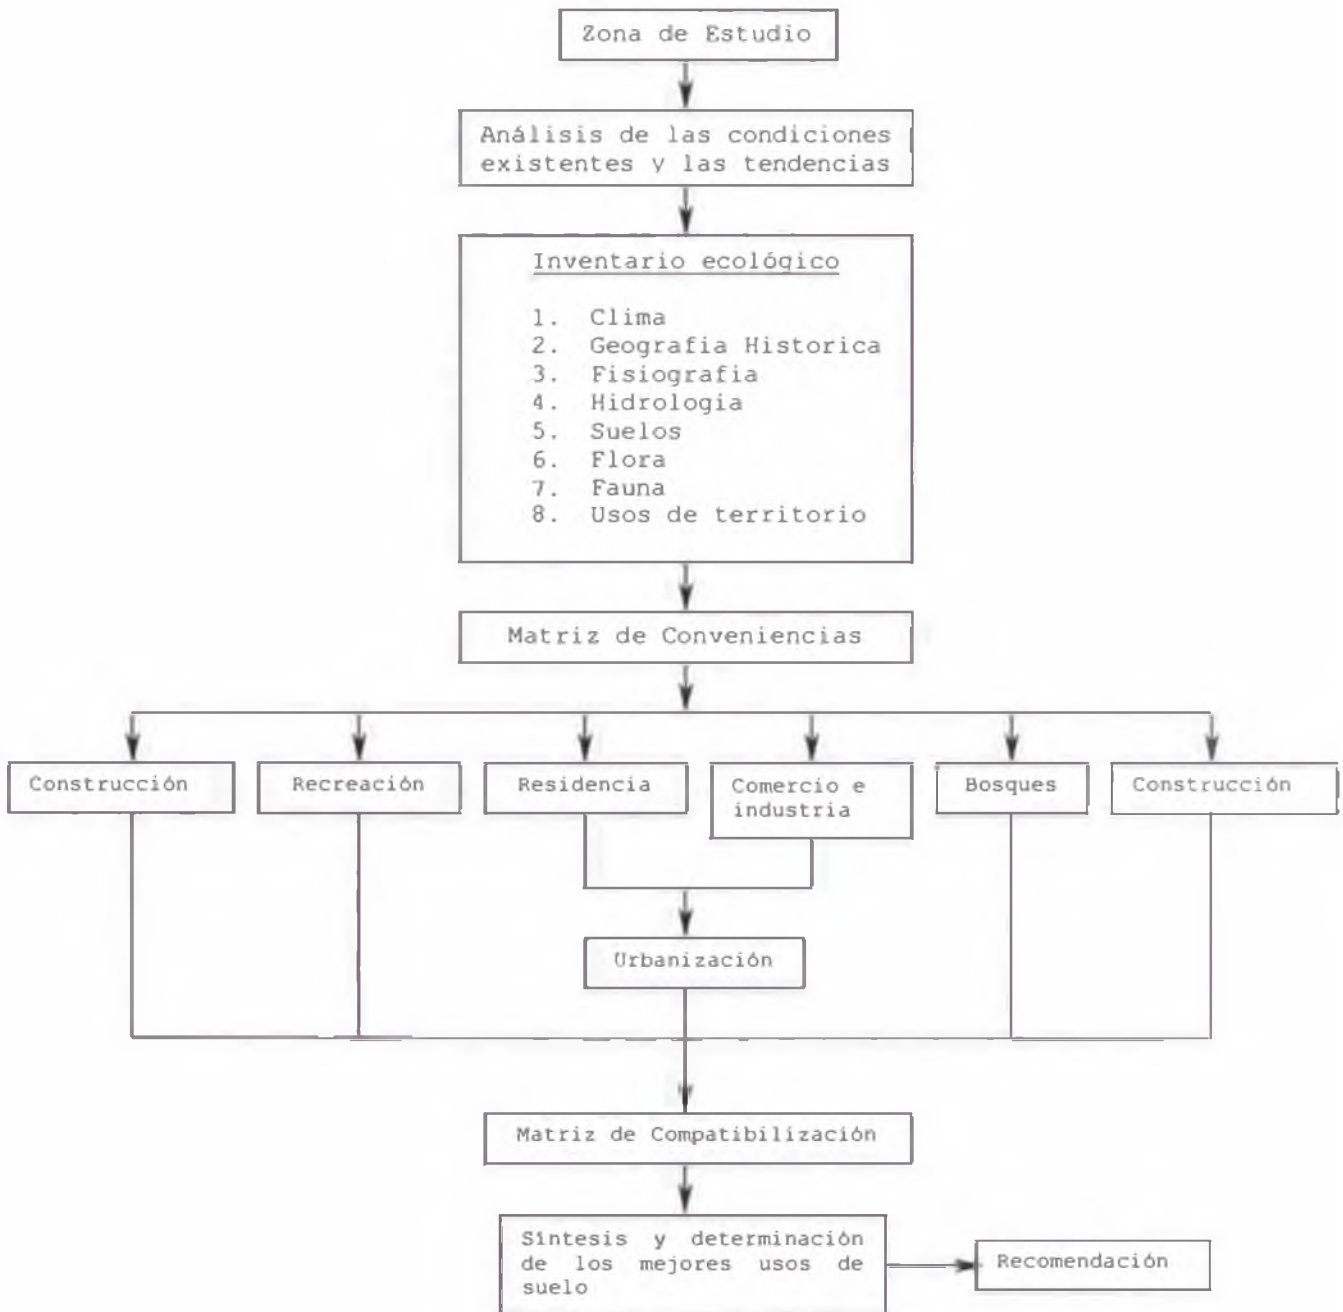 Zona de Estudio
Análisis de las condiciones
existentes y las tendencias
Inventario ecológico
1. Clima
2. Geografia Historica
3. Fisiografia
4. Hidrologia
5. Suelos
6. Flora
7. Fauna
8. Usos de territorio
Matriz de Conveniencias
Construcción
Recreación
Residencia
Comercio e
industria
Bosques
Construcción
Urbanización
Matriz de Compatibilización
Síntesis y determinación
de los mejores usos de
suelo
Recomendación